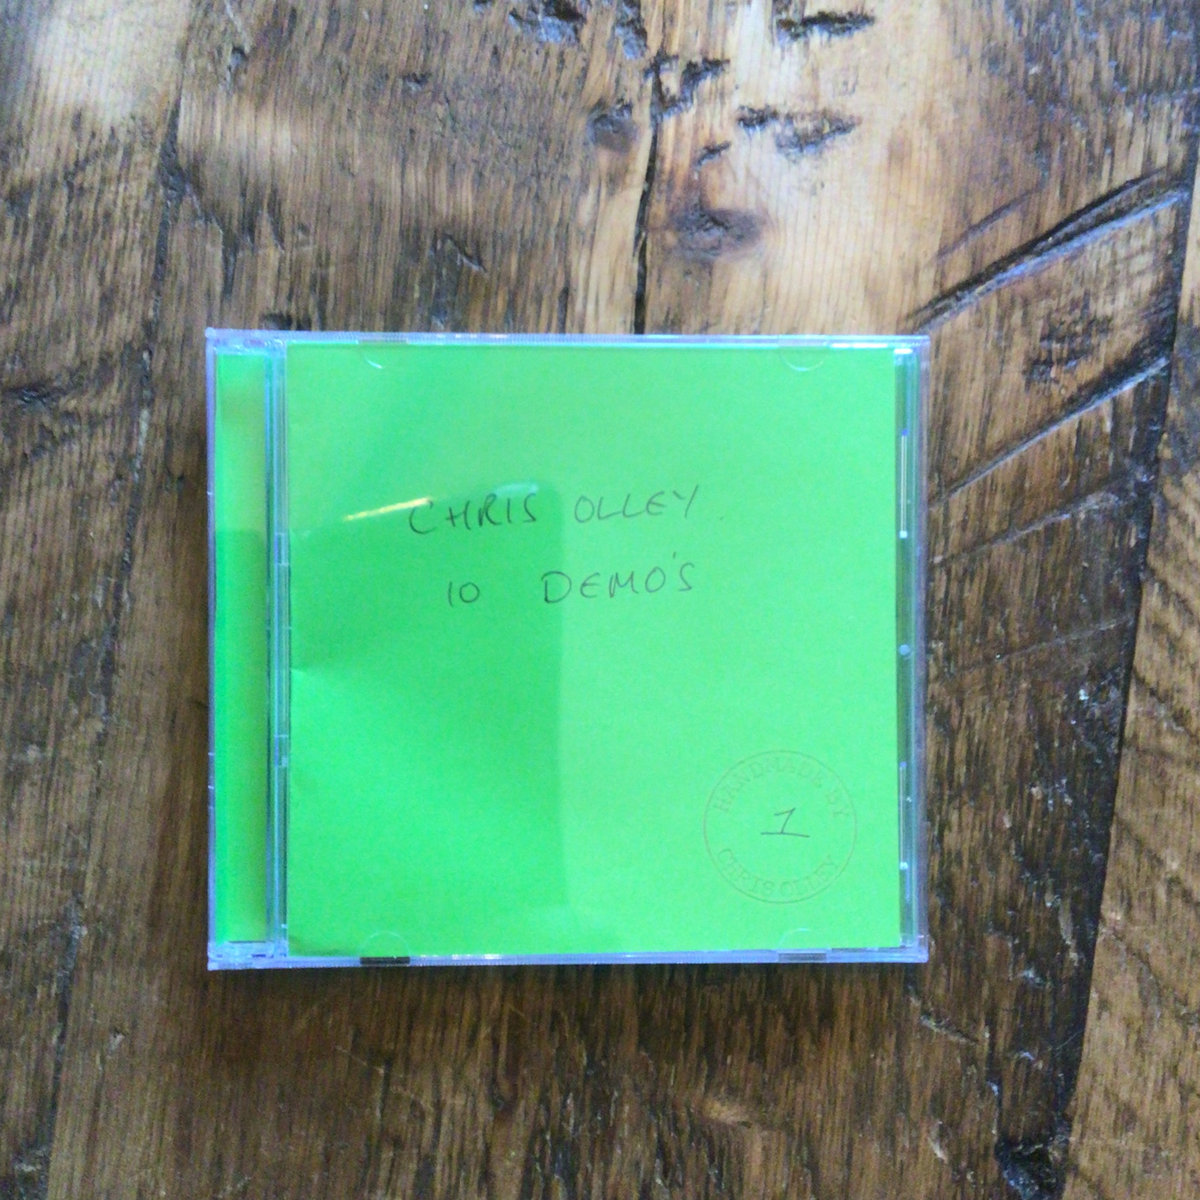 CHRIS OLLEY
10 DEMO'S
HANDMADE BY
1
CHRIS OLLEY